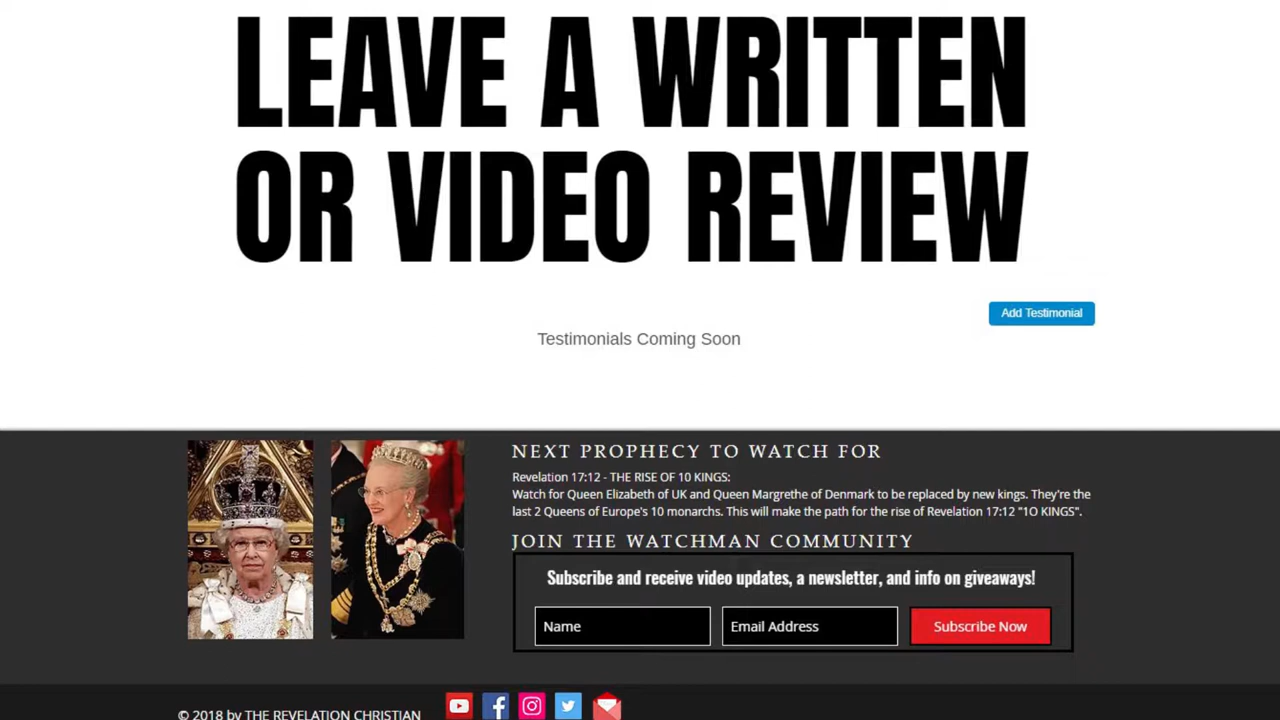 LEAVE A WRITTEN
OR VIDEO REVIEW
Add Testimonial
Testimonials Coming Soon
NEXT PROPHECY TO WATCH FOR
Revelation 17:12 - THE RISE OF 10 KINGS:
Watch for Queen Elizabeth of UK and Queen Margrethe of Denmark to be replaced by new kings. They're the
last 2 Queens of Europe's 10 monarchs. This will make the path for the rise of Revelation 17:12 "1O KINGS".
JOIN THE WATCHMAN COMMUNITY
Subscribe and receive video updates, a newsletter, and info on giveaways!
Name
Email Address
Subscribe Now
© 2018 by THE REVELATION CHRISTIAN